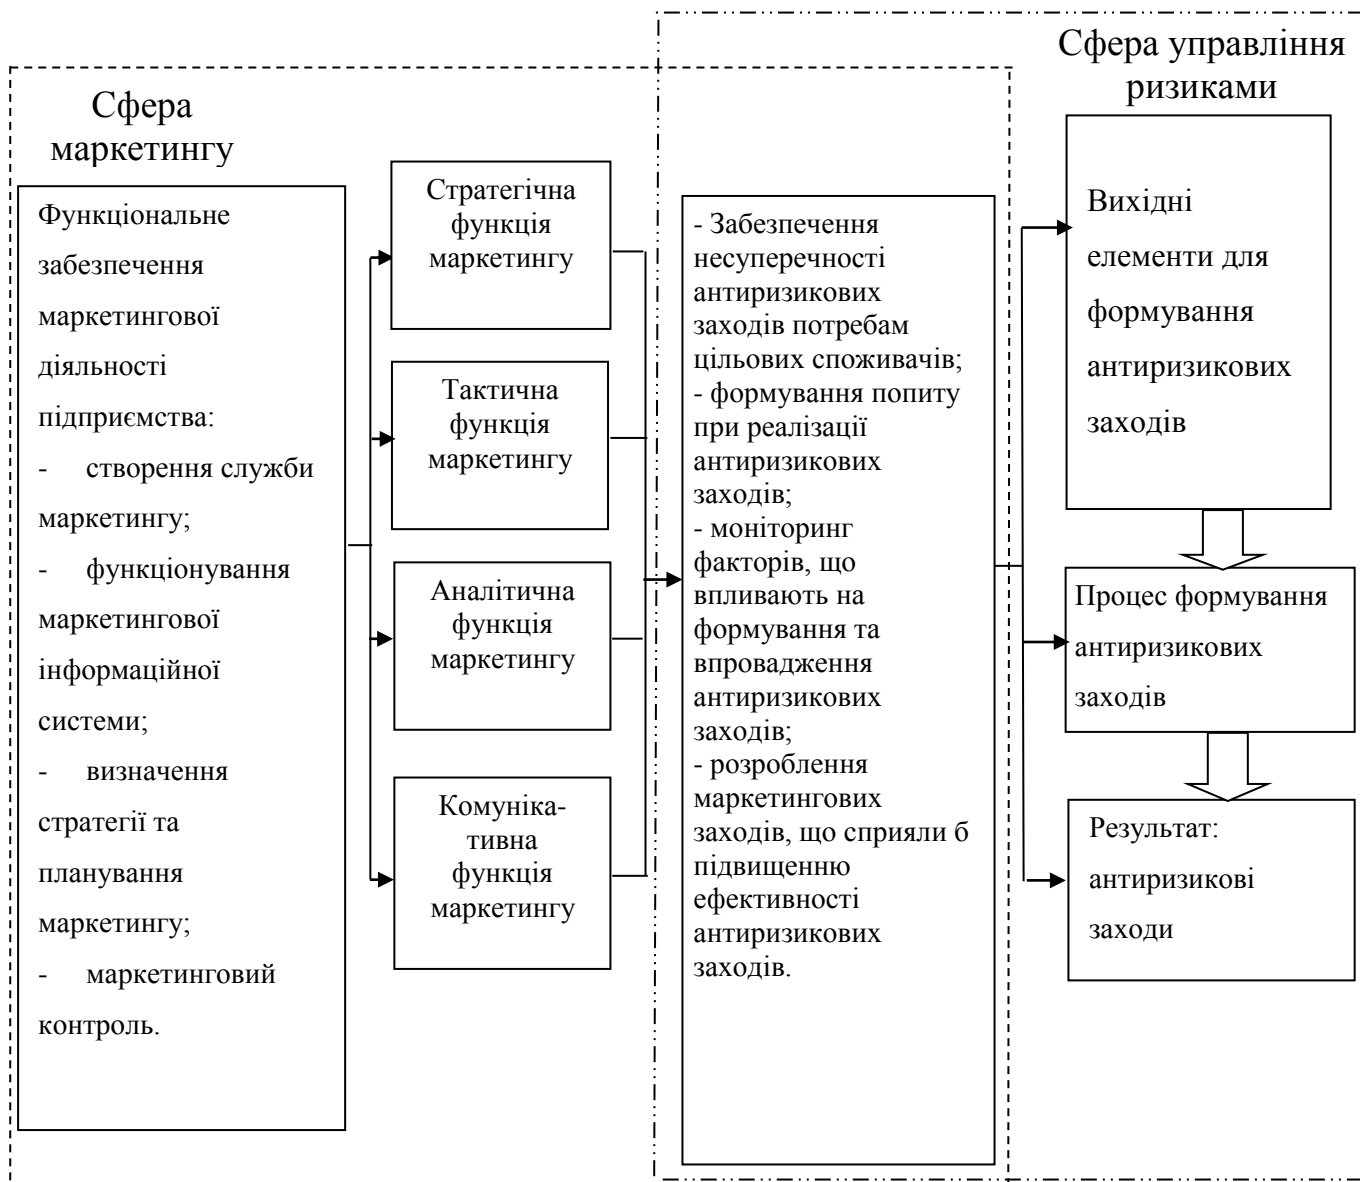 Сфера
маркетингу
Функціональне
забезпечення
маркетингової
діяльності
підприємства:
- створення служби
маркетингу;
- функціонування
маркетингової
інформаційної
системи;
- визначення
стратегії та
планування
маркетингу;
- маркетинговий
контроль.
Стратегічна
функція
маркетингу
Тактична
функція
маркетингу
Аналітична
функція
маркетингу
Комуніка-
тивна
функція
маркетингу
- Забезпечення
несуперечності
антиризикових
заходів потребам
цільових споживачів;
- формування попиту
при реалізації
антиризикових
заходів;
- моніторинг
факторів, що
впливають на
формування та
впровадження
антиризикових
заходів;
- розроблення
маркетингових
заходів, що сприяли б
підвищенню
ефективності
антиризикових
заходів.
Сфера управління
ризиками
Вихідні
елементи для
формування
антиризикових
заходів
Процес формування
антиризикових
заходів
Результат:
антиризикові
заходи